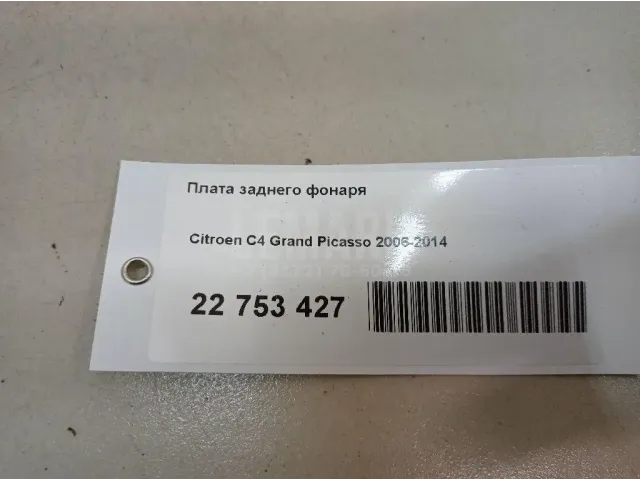 Плата заднего фонаря
Citroen C4 Grand Picasso 2006-2014
22 753 427